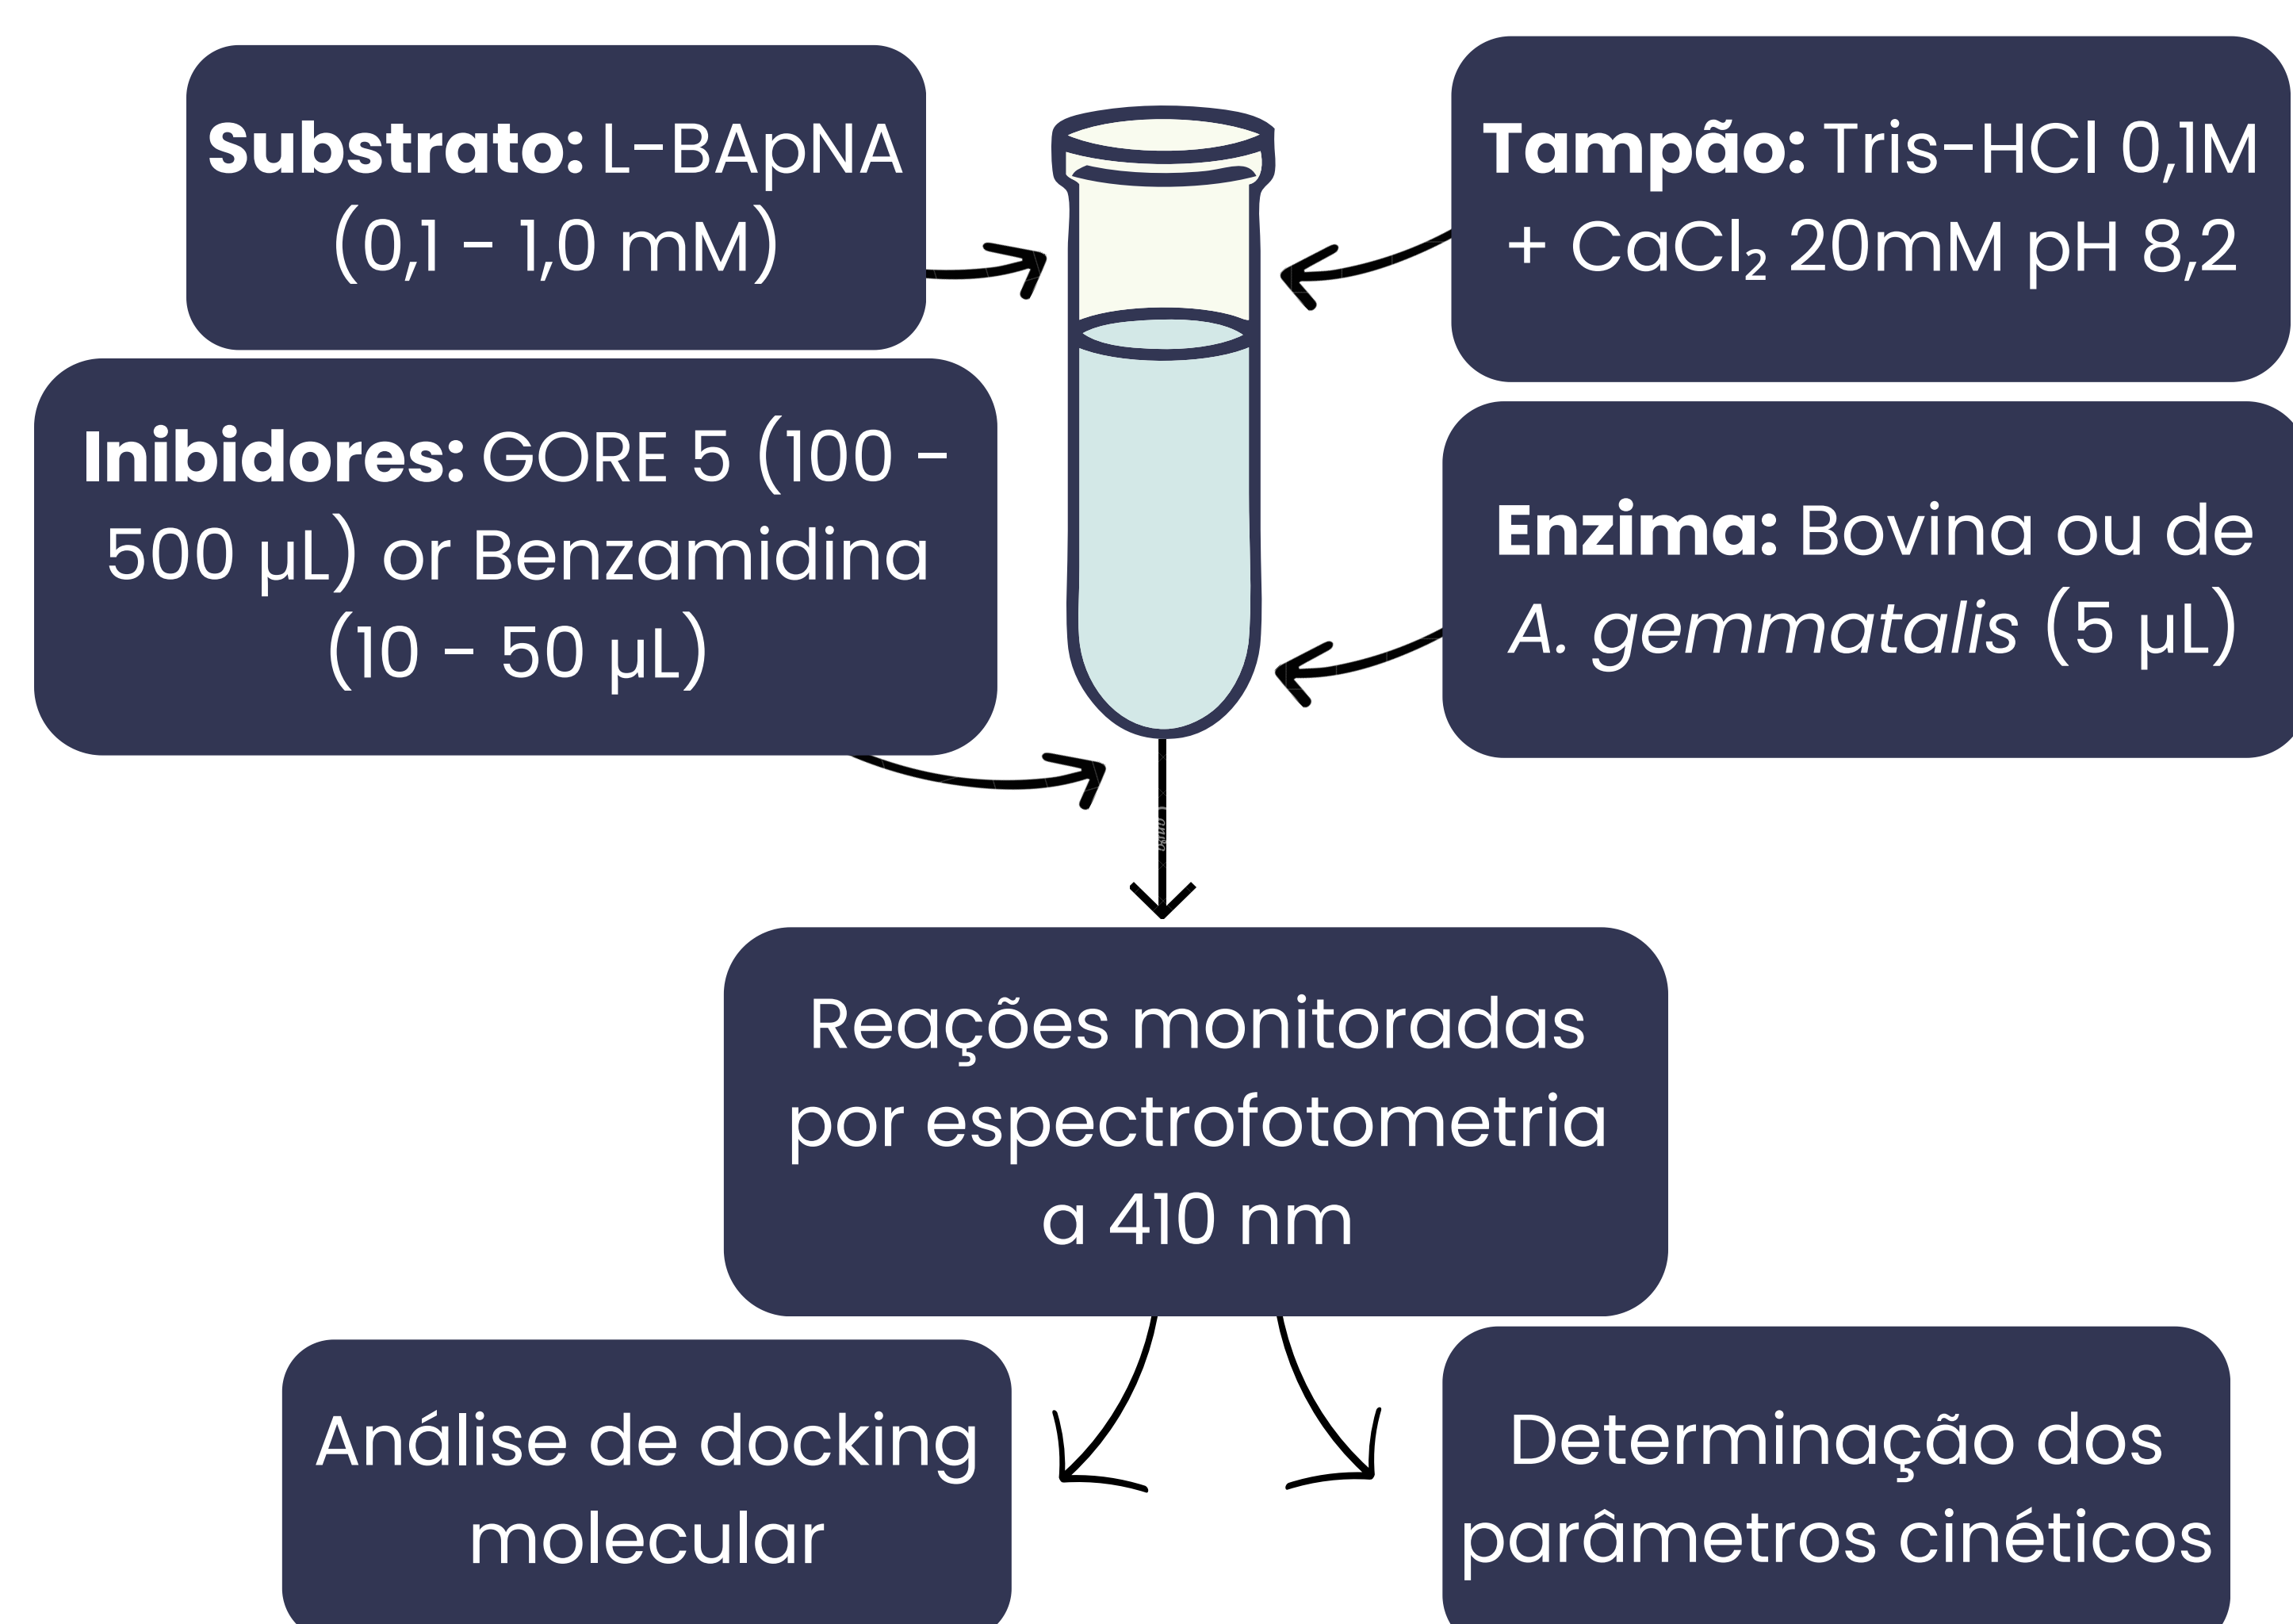 Substrato: L-BApNA
(0,1 - 1,0 mM)
Tampão: Tris-HCl 0,1M
+ CaCl₂ 20mM pH 8,2
Inibidores: GORE 5 (100 -
500 µL) or Benzamidina
(10 - 50 µL)
Enzima: Bovina ou de
A. gemmatallis (5 µL)
Reações monitoradas
por espectrofotometria
a 410 nm
Análise de docking
molecular
Determinação dos
parâmetros cinéticos